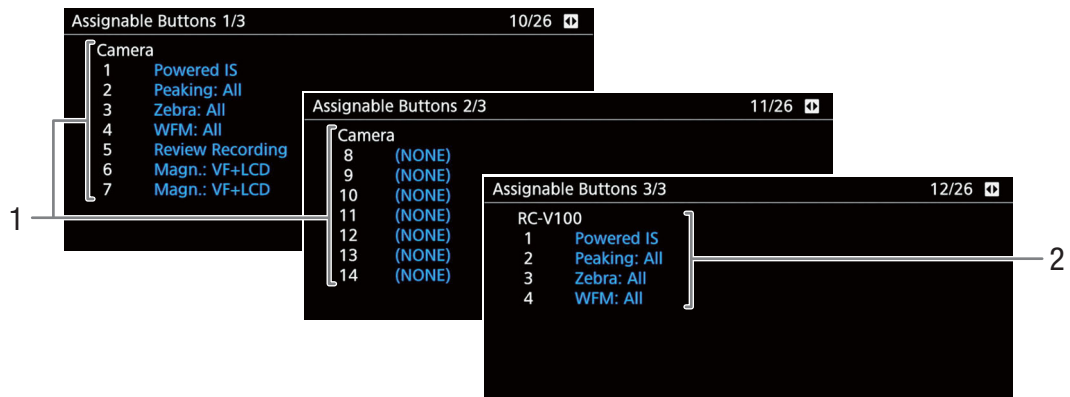 Assignable Buttons 1/3 10/26
Camera
1 Powered IS
2 Peaking: All
3 Zebra: All
4 WFM: All
5 Review Recording
6 Magn.: VF+LCD
7 Magn.: VF+LCD
Assignable Buttons 2/3 11/26
Camera
8 (NONE)
9 (NONE)
10 (NONE)
11 (NONE)
12 (NONE)
13 (NONE)
14 (NONE)
1
Assignable Buttons 3/3 12/26
RC-V100
1 Powered IS
2 Peaking: All
3 Zebra: All
4 WFM: All
2